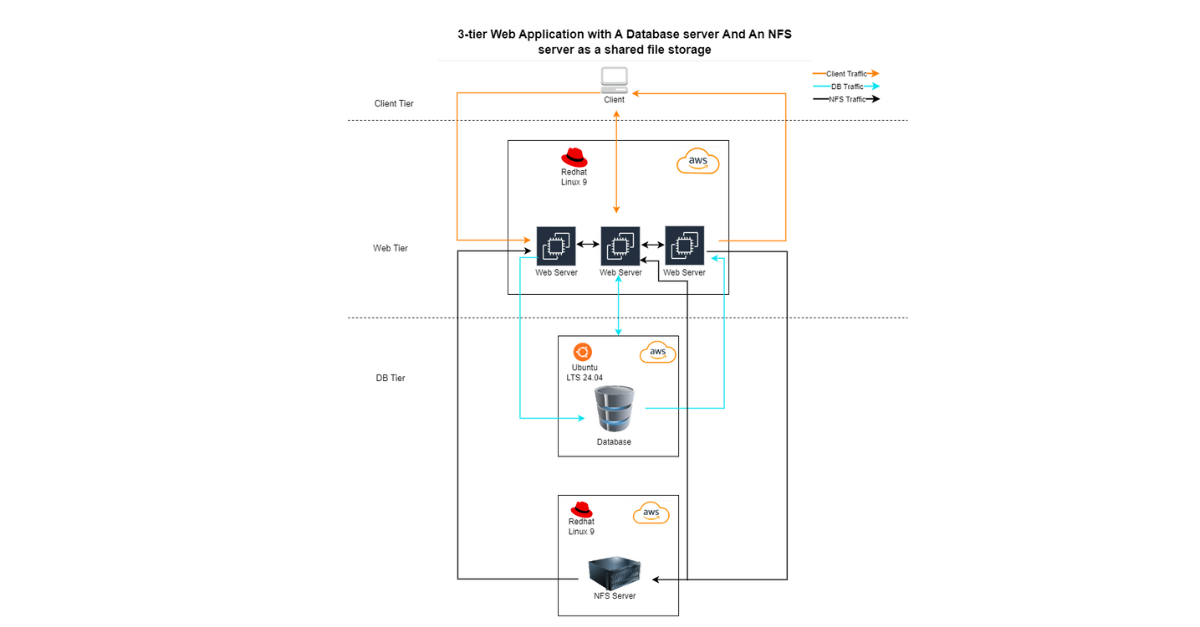 3-tier Web Application with A Database server And An NFS
server as a shared file storage
Client Traffic
DB Traffic
NFS Traffic
Client
Client Tier
Redhat
Linux 9
aws
Web Tier
Web Server
Web Server
Web Server
Ubuntu
LTS 24.04
aws
DB Tier
Database
Redhat
Linux 9
aws
NFS Server